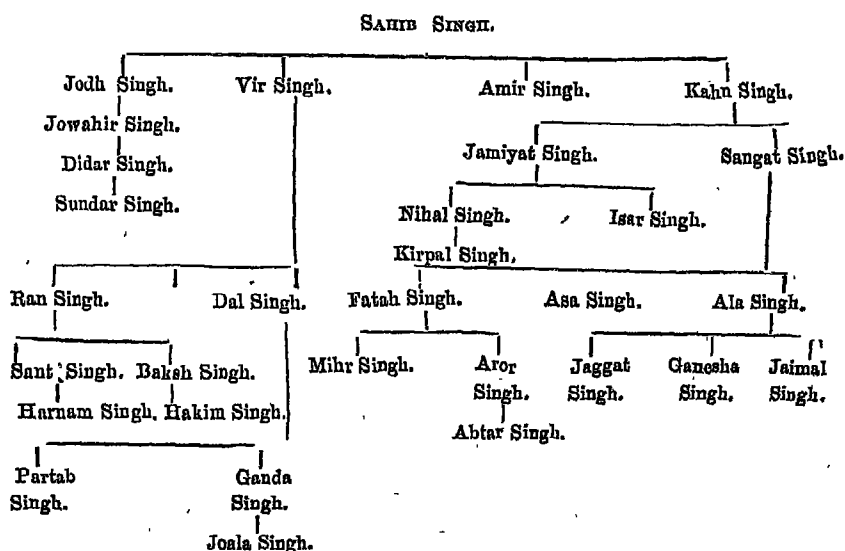 SAHIB SINGH.
Jodh Singh. Vir Singh. Amir Singh. Kahn Singh.
Jowahir Singh.
Jamiyat Singh. Sangat Singh.
Didar Singh.
Sundar Singh.
Nihal Singh. Isar Singh.
Kirpal Singh.
Ran Singh. Dal Singh. Fatah Singh. Asa Singh. Ala Singh.
Sant Singh. Baksh Singh. Mihr Singh. Aror Jaggat Ganesha Jaimal
Singh. Singh. Singh. Singh.
Harnam Singh. Hakim Singh.
Abtar Singh.
Partab Ganda
Singh. Singh.
Joala Singh.